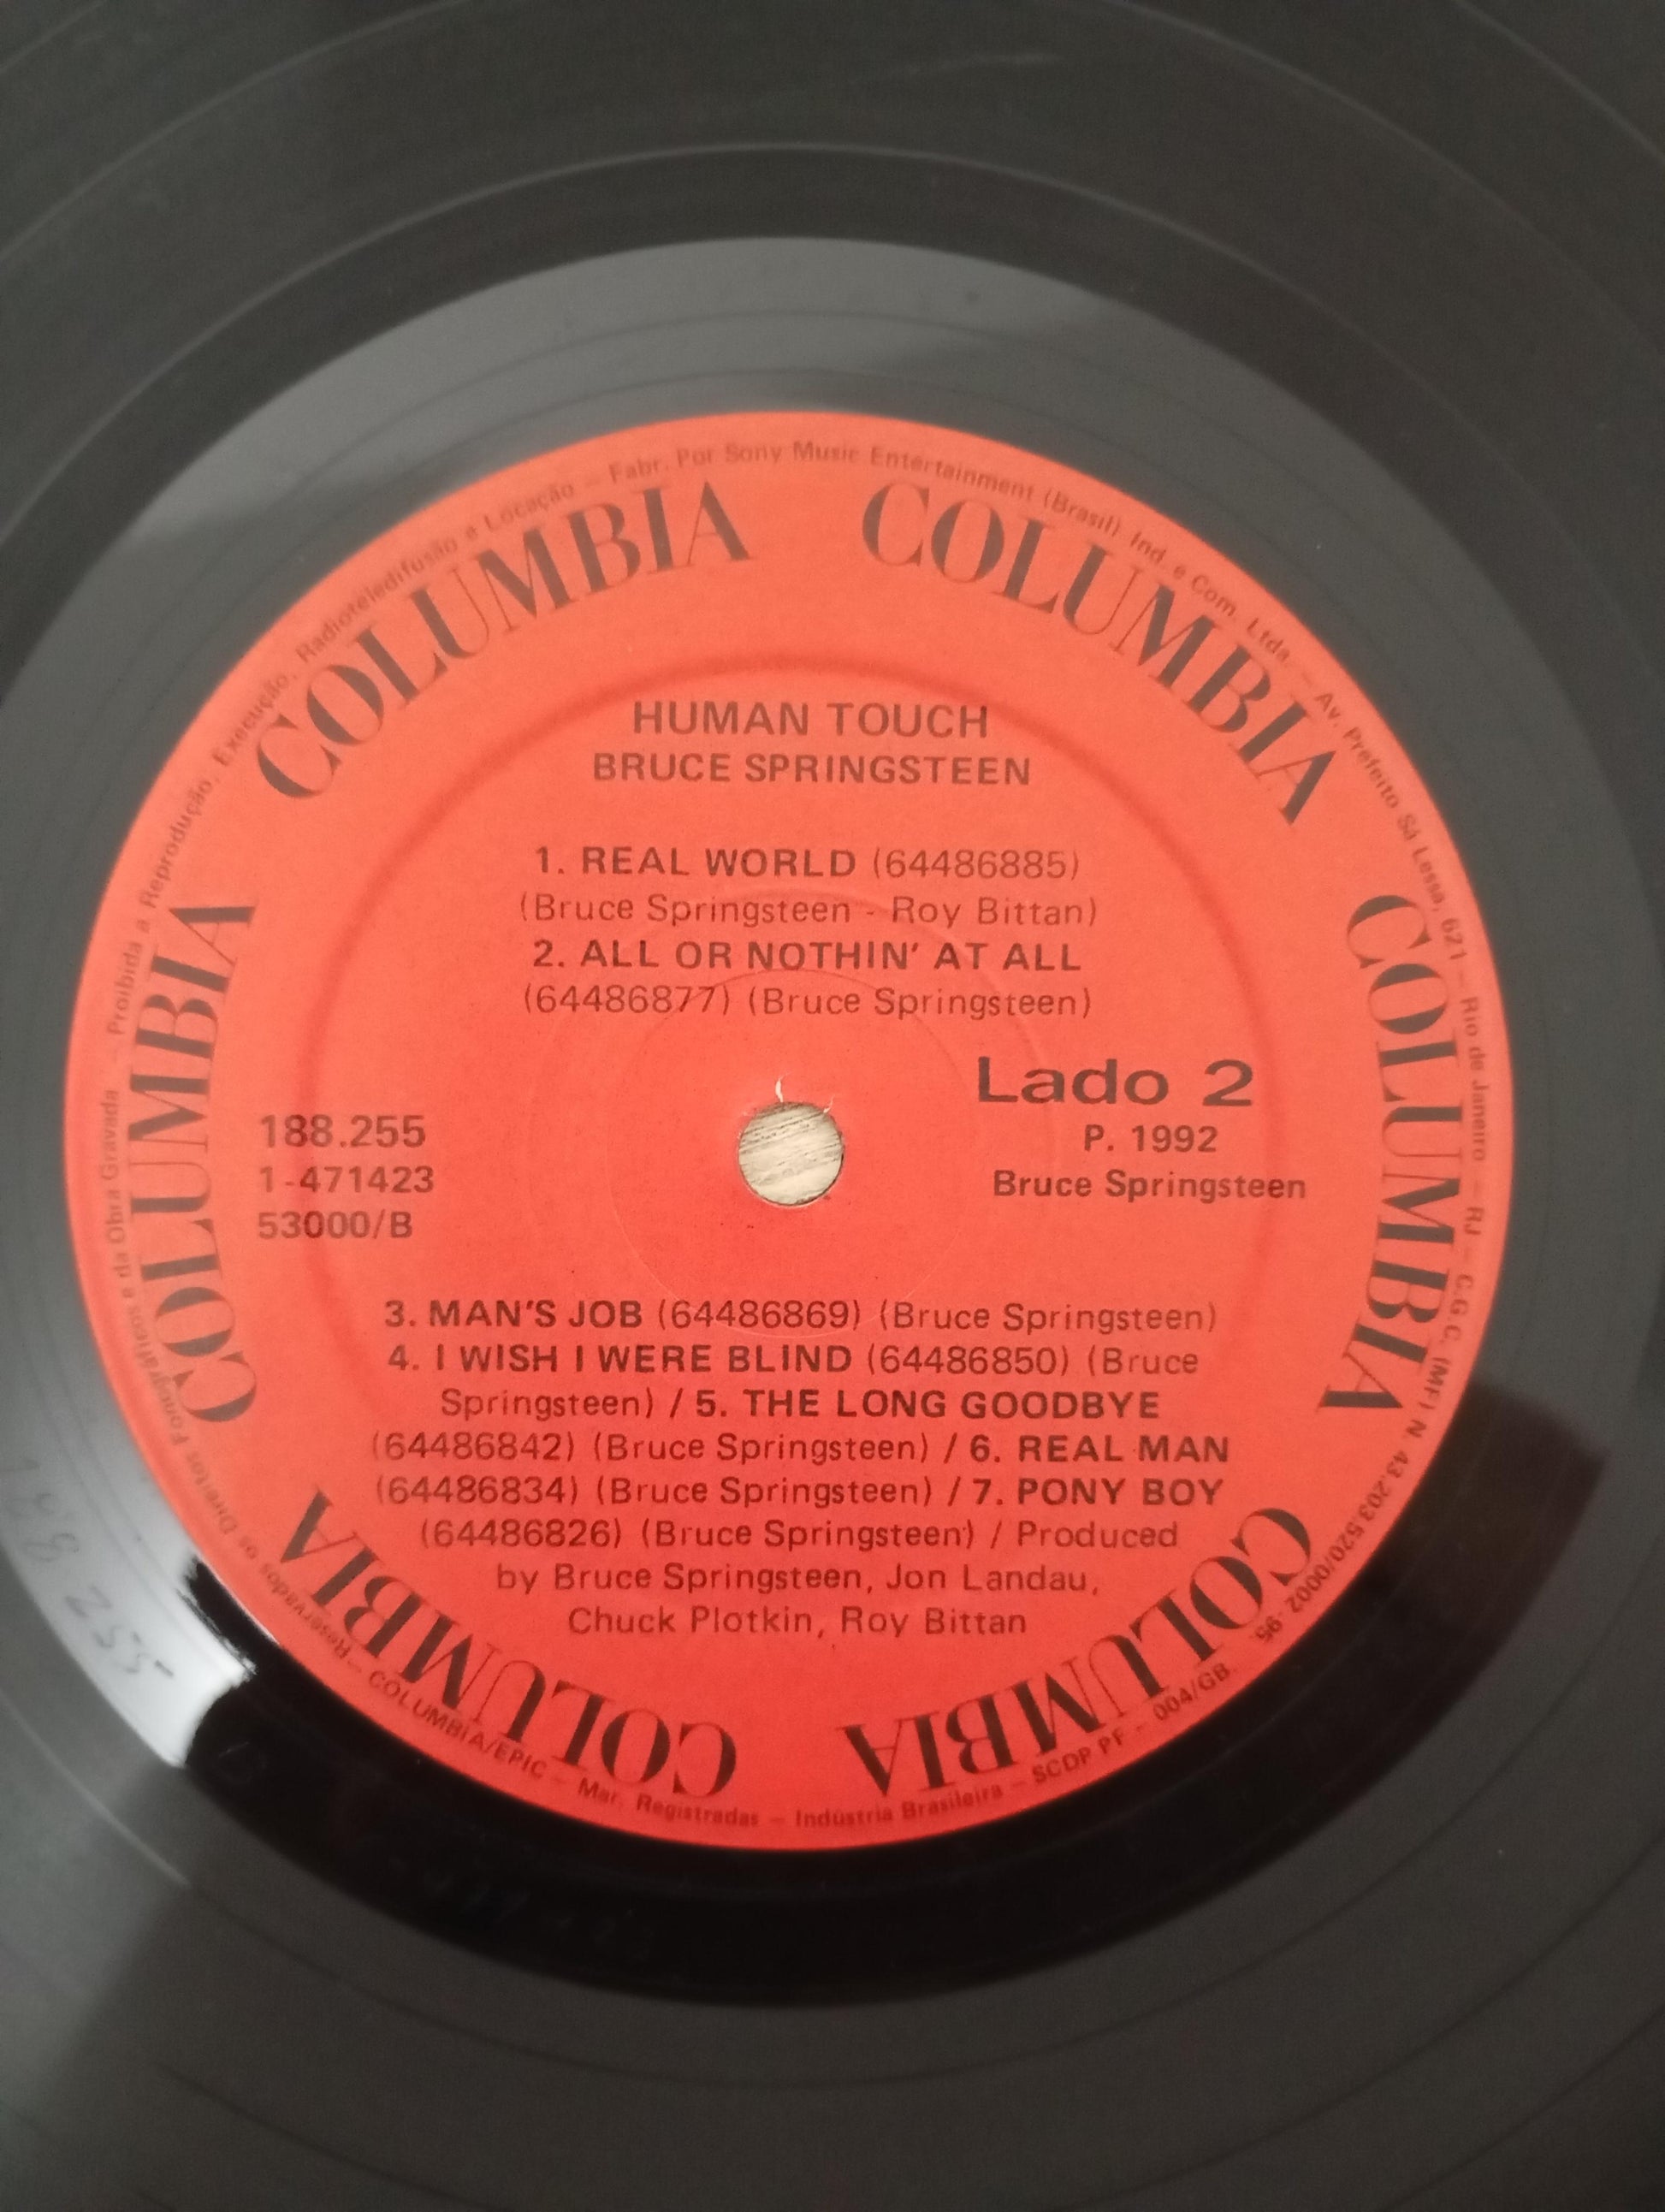 Reservados os Direitos Fonográficos e da Obra Gravada – Proibida a Reprodução, Execução, Radioteledifusão e Locação – Fabr. Por Sony Music Entertainment (Brasil) Ind. e Com. Ltda. – Av. Prefeito Sá Lessa, 621 – Rio de Janeiro – RJ – C.G.C. (MF) N. 43.203.520/0002-95.
COLUMBIA COLUMBIA COLUMBIA COLUMBIA COLUMBIA COLUMBIA COLUMBIA COLUMBIA
HUMAN TOUCH
BRUCE SPRINGSTEEN
1. REAL WORLD (64486885)
(Bruce Springsteen - Roy Bittan)
2. ALL OR NOTHIN' AT ALL
(64486877) (Bruce Springsteen)
Lado 2
P. 1992
Bruce Springsteen
188.255
1-471423
53000/B
3. MAN'S JOB (64486869) (Bruce Springsteen)
4. I WISH I WERE BLIND (64486850) (Bruce
Springsteen) / 5. THE LONG GOODBYE
(64486842) (Bruce Springsteen) / 6. REAL MAN
(64486834) (Bruce Springsteen) / 7. PONY BOY
(64486826) (Bruce Springsteen) / Produced
by Bruce Springsteen, Jon Landau,
Chuck Plotkin, Roy Bittan
COLUMBIA/EPIC – Mar. Registradas – Indústria Brasileira – SCDP PF – 004/GB.